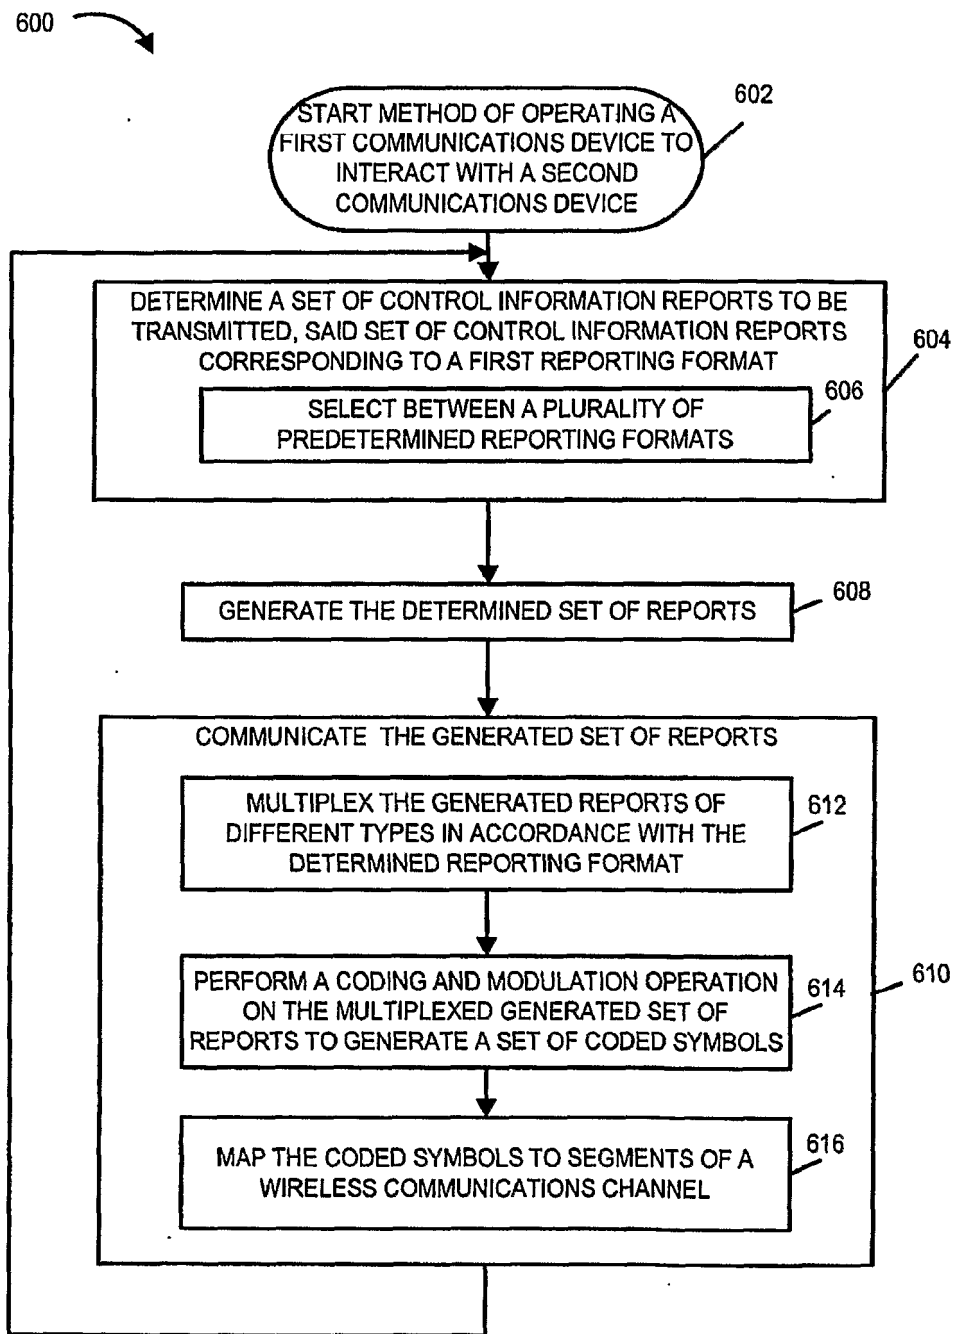 600
602
START METHOD OF OPERATING A
FIRST COMMUNICATIONS DEVICE TO
INTERACT WITH A SECOND
COMMUNICATIONS DEVICE
DETERMINE A SET OF CONTROL INFORMATION REPORTS TO BE
TRANSMITTED, SAID SET OF CONTROL INFORMATION REPORTS
CORRESPONDING TO A FIRST REPORTING FORMAT
604
606
SELECT BETWEEN A PLURALITY OF
PREDETERMINED REPORTING FORMATS
608
GENERATE THE DETERMINED SET OF REPORTS
COMMUNICATE THE GENERATED SET OF REPORTS
612
MULTIPLEX THE GENERATED REPORTS OF
DIFFERENT TYPES IN ACCORDANCE WITH THE
DETERMINED REPORTING FORMAT
610
614
PERFORM A CODING AND MODULATION OPERATION
ON THE MULTIPLEXED GENERATED SET OF
REPORTS TO GENERATE A SET OF CODED SYMBOLS
616
MAP THE CODED SYMBOLS TO SEGMENTS OF A
WIRELESS COMMUNICATIONS CHANNEL